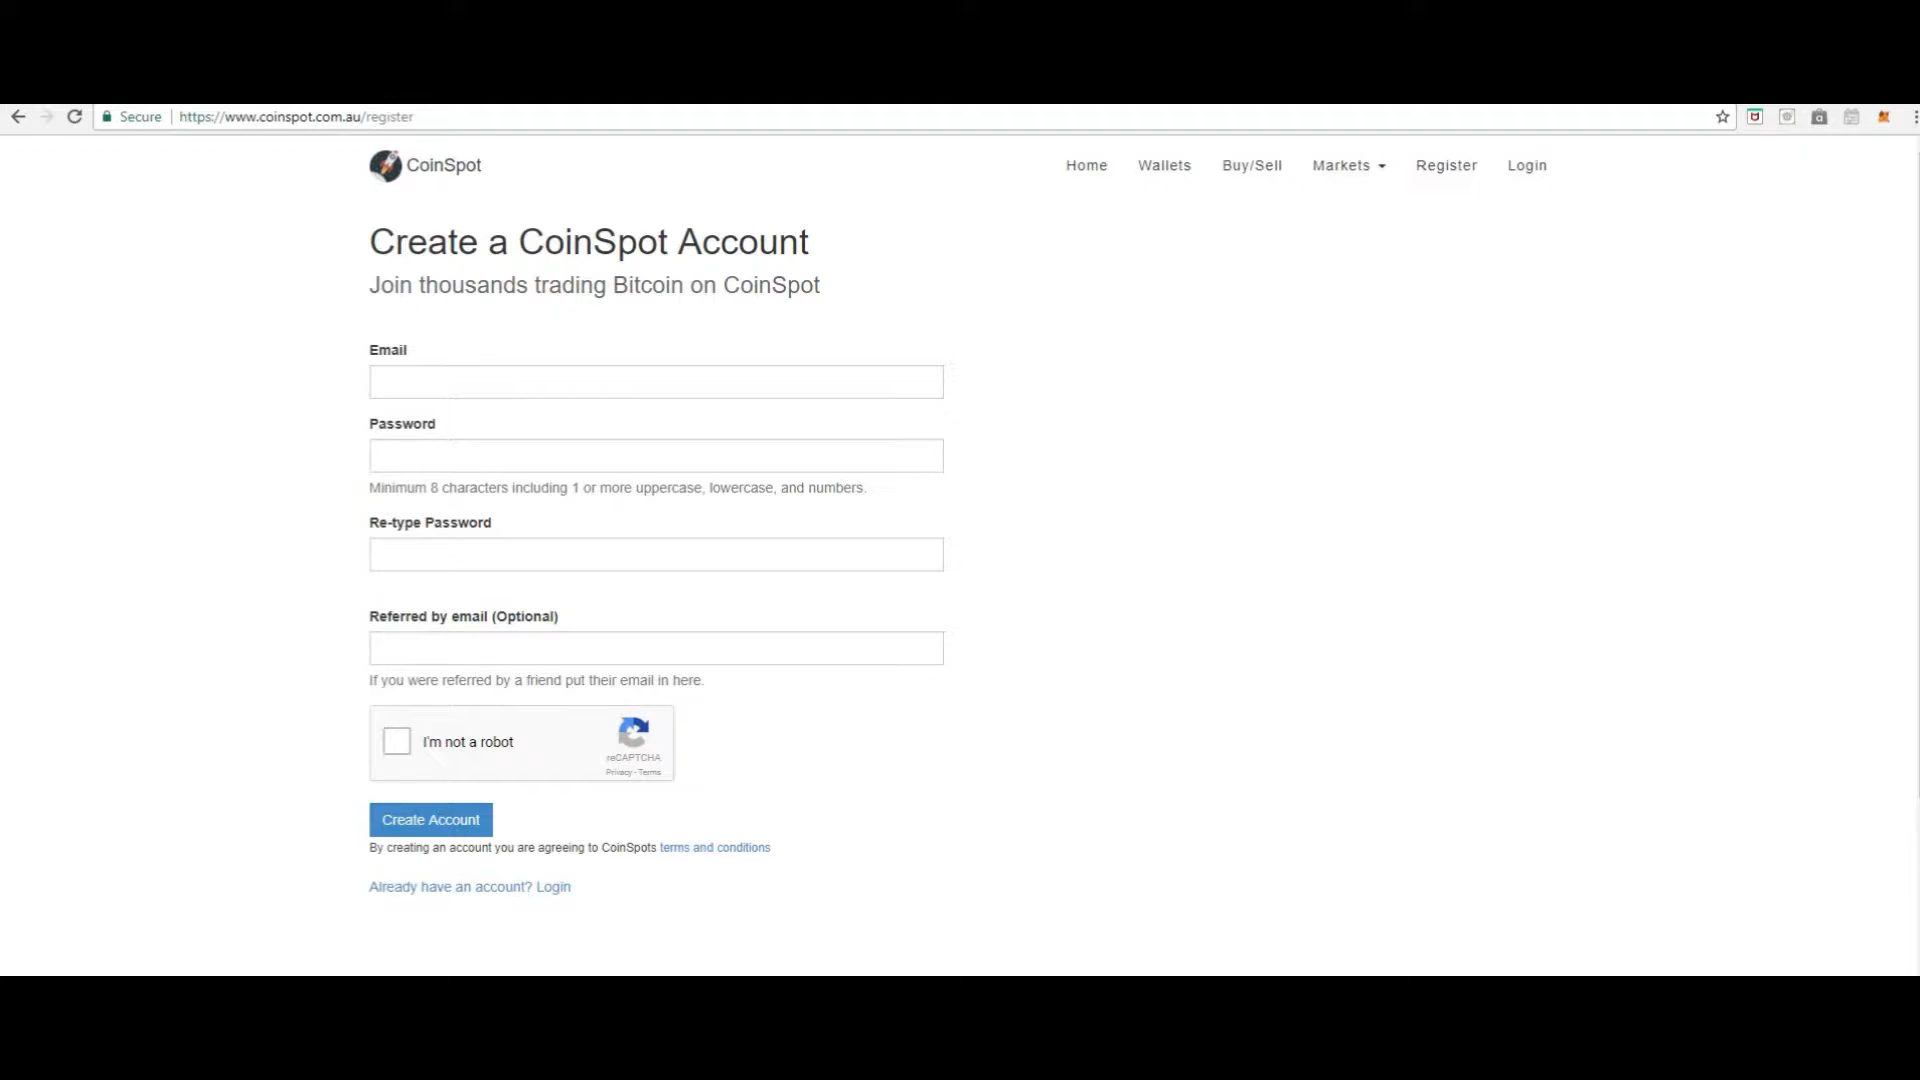 Secure https://www.coinspot.com.au/register
CoinSpot Home Wallets Buy/Sell Markets Register Login
Create a CoinSpot Account
Join thousands trading Bitcoin on CoinSpot
Email
Password
Minimum 8 characters including 1 or more uppercase, lowercase, and numbers.
Re-type Password
Referred by email (Optional)
If you were referred by a friend put their email in here.
I'm not a robot
reCAPTCHA
Privacy - Terms
Create Account
By creating an account you are agreeing to CoinSpots terms and conditions
Already have an account? Login